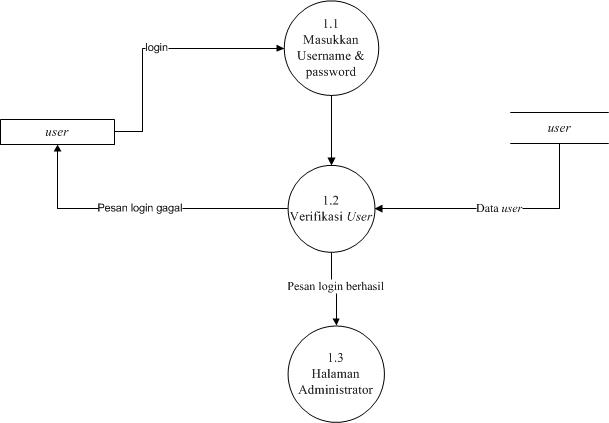 1.1
Masukkan
Username &
password
login
user
user
1.2
Verifikasi User
Pesan login gagal
Data user
Pesan login berhasil
1.3
Halaman
Administrator